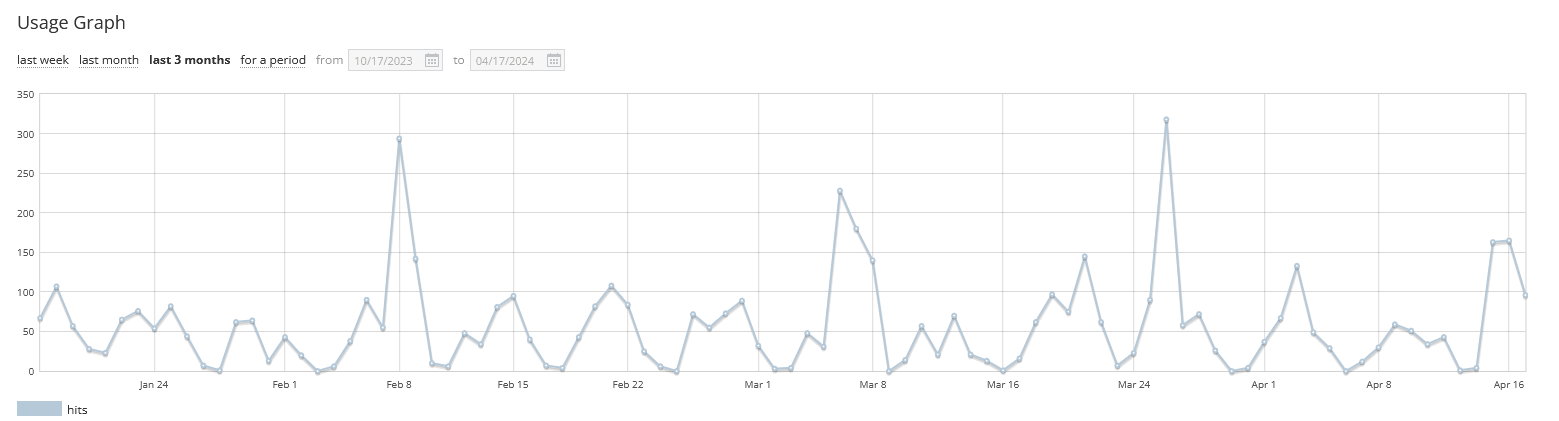 Usage Graph
last week last month last 3 months for a period from 10/17/2023 to 04/17/2024
350
300
250
200
150
100
50
0
Jan 24 Feb 1 Feb 8 Feb 15 Feb 22 Mar 1 Mar 8 Mar 16 Mar 24 Apr 1 Apr 8 Apr 16
hits